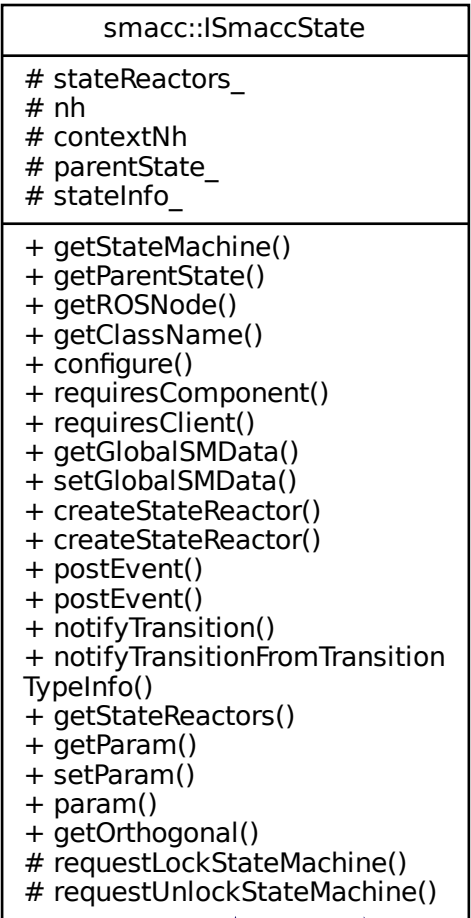 smacc::ISmaccState
# stateReactors_
# nh
# contextNh
# parentState_
# stateInfo_
+ getStateMachine()
+ getParentState()
+ getROSNode()
+ getClassName()
+ configure()
+ requiresComponent()
+ requiresClient()
+ getGlobalSMData()
+ setGlobalSMData()
+ createStateReactor()
+ createStateReactor()
+ postEvent()
+ postEvent()
+ notifyTransition()
+ notifyTransitionFromTransition
TypeInfo()
+ getStateReactors()
+ getParam()
+ setParam()
+ param()
+ getOrthogonal()
# requestLockStateMachine()
# requestUnlockStateMachine()